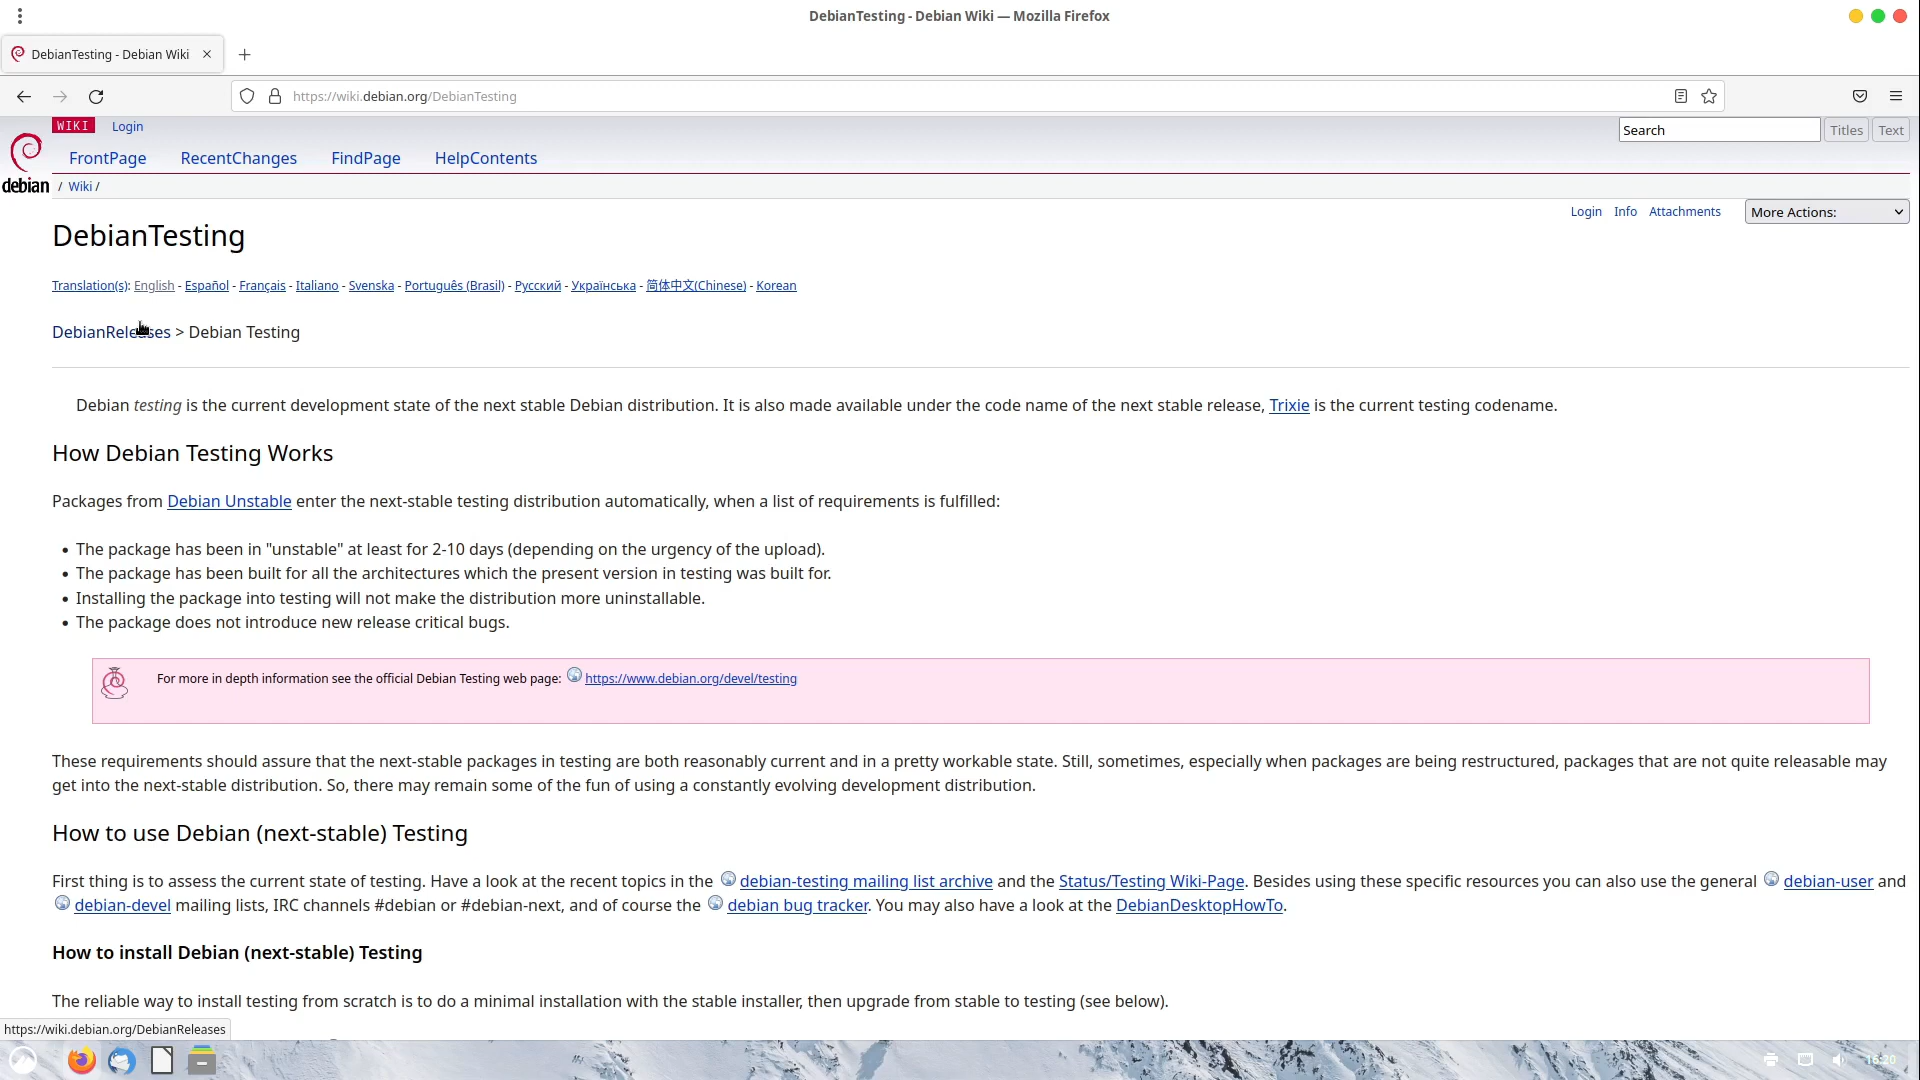 DebianTesting - Debian Wiki — Mozilla Firefox
DebianTesting - Debian Wiki
https://wiki.debian.org/DebianTesting
WIKI Login
Search Titles Text
debian
FrontPage RecentChanges FindPage HelpContents
/ Wiki /
Login Info Attachments More Actions:
DebianTesting
Translation(s): English - Español - Français - Italiano - Svenska - Português (Brasil) - Русский - Українська - 简体中文(Chinese) - Korean
DebianReleases > Debian Testing
Debian testing is the current development state of the next stable Debian distribution. It is also made available under the code name of the next stable release, Trixie is the current testing codename.
How Debian Testing Works
Packages from Debian Unstable enter the next-stable testing distribution automatically, when a list of requirements is fulfilled:
• The package has been in "unstable" at least for 2-10 days (depending on the urgency of the upload).
• The package has been built for all the architectures which the present version in testing was built for.
• Installing the package into testing will not make the distribution more uninstallable.
• The package does not introduce new release critical bugs.
For more in depth information see the official Debian Testing web page: https://www.debian.org/devel/testing
These requirements should assure that the next-stable packages in testing are both reasonably current and in a pretty workable state. Still, sometimes, especially when packages are being restructured, packages that are not quite releasable may
get into the next-stable distribution. So, there may remain some of the fun of using a constantly evolving development distribution.
How to use Debian (next-stable) Testing
First thing is to assess the current state of testing. Have a look at the recent topics in the debian-testing mailing list archive and the Status/Testing Wiki-Page. Besides using these specific resources you can also use the general debian-user and
debian-devel mailing lists, IRC channels #debian or #debian-next, and of course the debian bug tracker. You may also have a look at the DebianDesktopHowTo.
How to install Debian (next-stable) Testing
The reliable way to install testing from scratch is to do a minimal installation with the stable installer, then upgrade from stable to testing (see below).
https://wiki.debian.org/DebianReleases
16:20